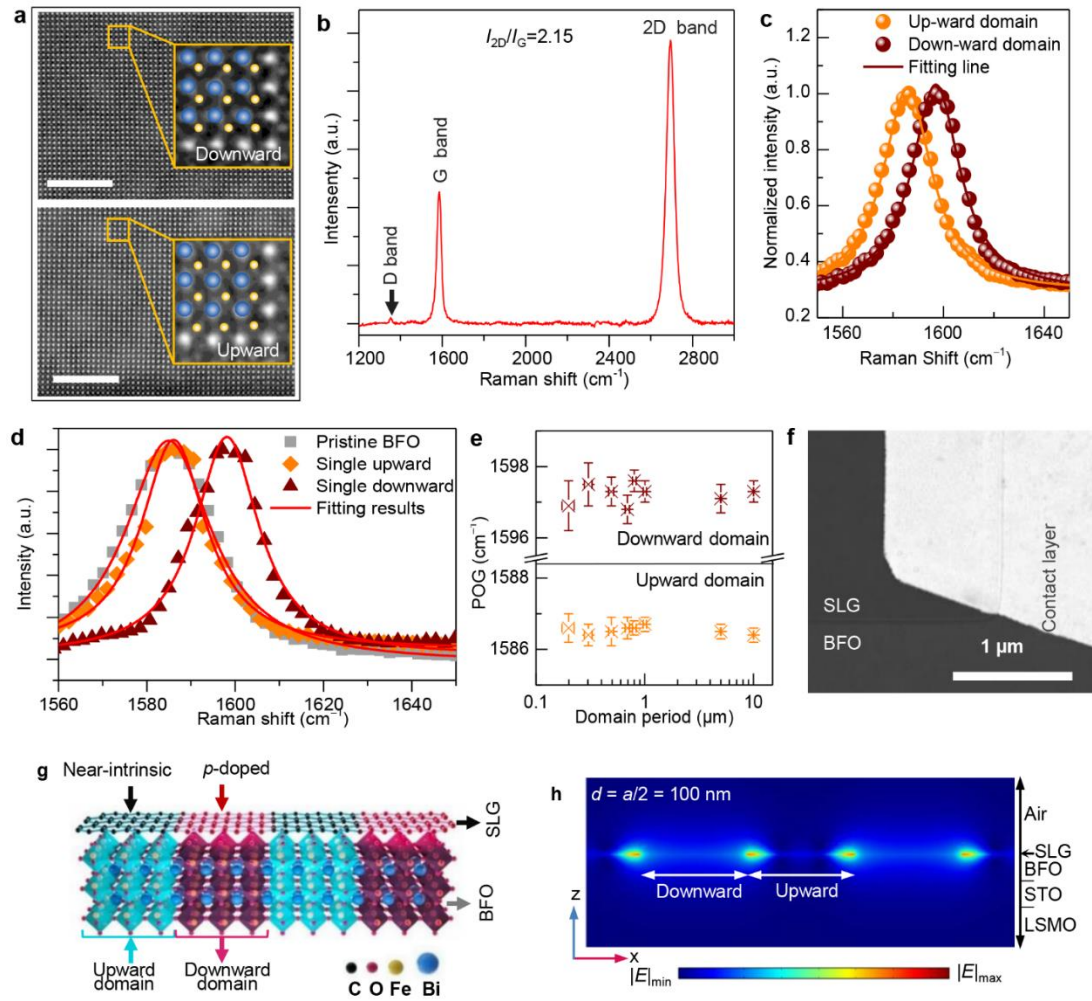 a
Downward
Upward
b
I2D/IG=2.15
2D band
G band
D band
Intensenty (a.u.)
1200 1600 2000 2400 2800
Raman shift (cm-1)
c
Up-ward domain
Down-ward domain
Fitting line
Normalized intensity (a.u.)
1.2
1.0
0.8
0.6
0.4
0.2
1560 1600 1640
Raman Shift (cm−1)
d
Pristine BFO
Single upward
Single downward
Fitting results
Intensity (a.u.)
1560 1580 1600 1620 1640
Raman shift (cm−1)
e
1598
1596
1588
1586
POG (cm−1)
Downward domain
Upward domain
0.1 1 10
Domain period (µm)
f
SLG
BFO
Contact layer
1 µm
g
Near-intrinsic
p-doped
SLG
BFO
Upward
domain
Downward
domain
C O Fe Bi
h
d = a/2 = 100 nm
Downward
Upward
Air
SLG
BFO
STO
LSMO
z
x
|E|min
|E|max